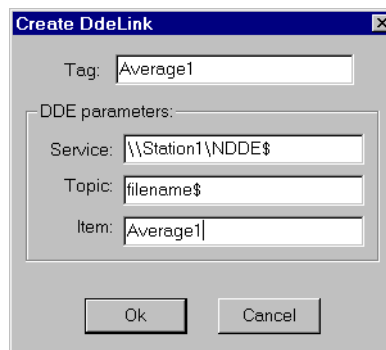 Create DdeLink
Tag: Average1
DDE parameters:
Service: \\Station1\NDDE$
Topic: filename$
Item: Average1
Ok Cancel